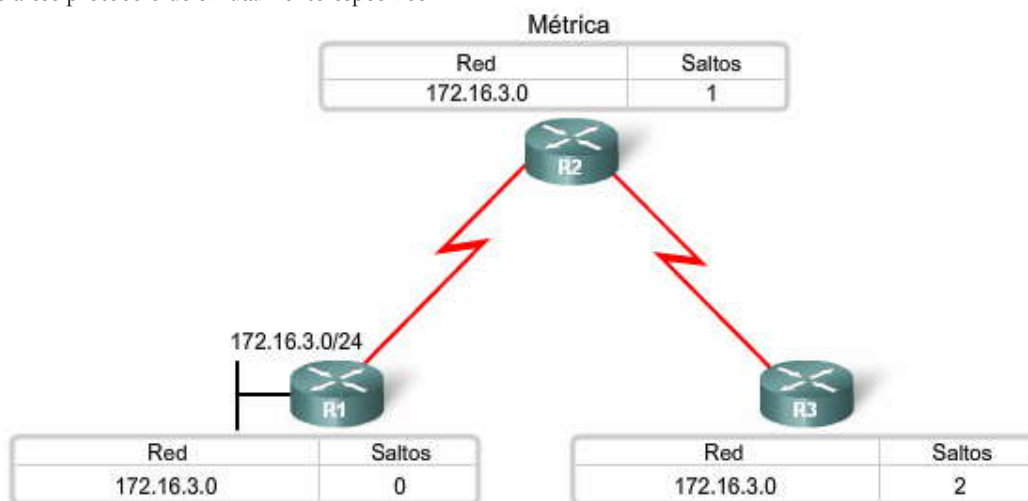 Métrica
Red Saltos
172.16.3.0 1
R2
172.16.3.0/24
R1
R3
Red Saltos
172.16.3.0 0
Red Saltos
172.16.3.0 2